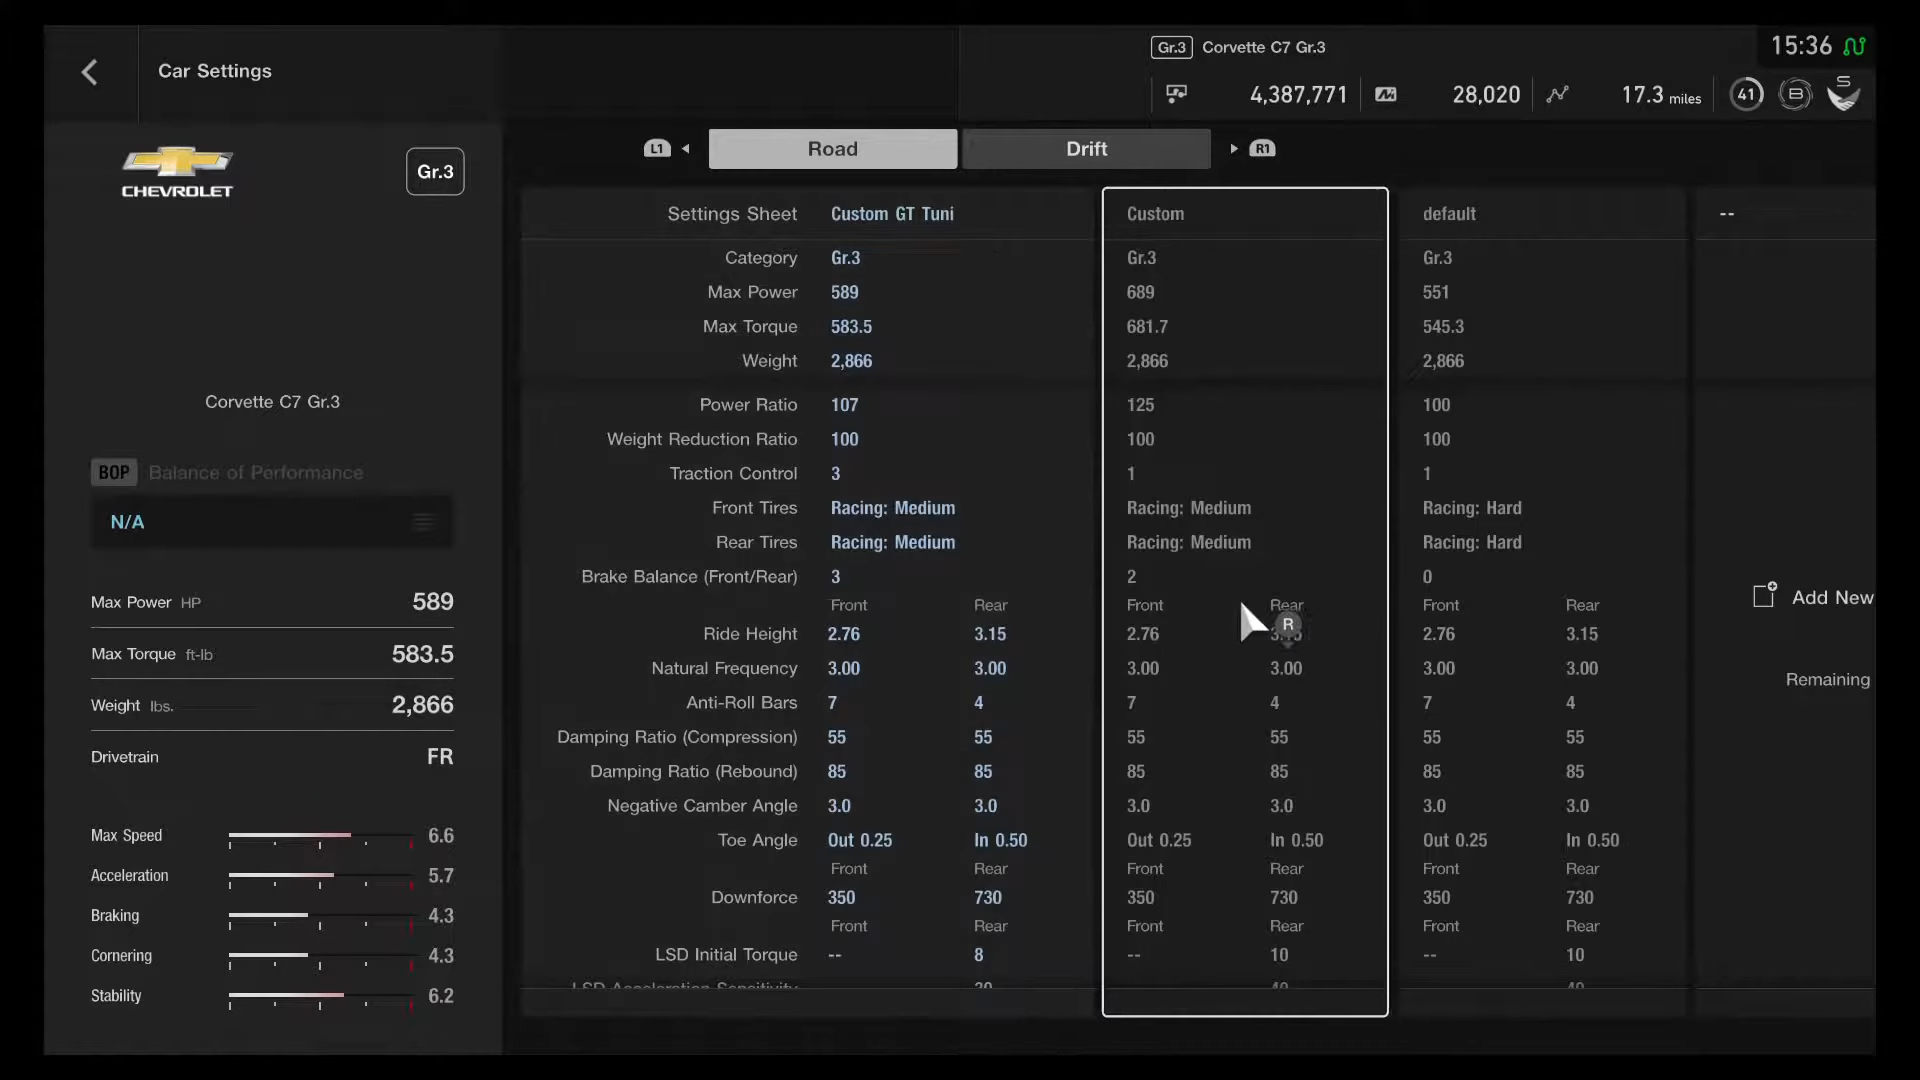 Car Settings
Gr.3 Corvette C7 Gr.3
15:36
4,387,771 28,020 17.3 miles 41 B S
CHEVROLET
Gr.3
Corvette C7 Gr.3
BOP Balance of Performance
N/A
Max Power HP 589
Max Torque ft-lb 583.5
Weight lbs. 2,866
Drivetrain FR
Max Speed 6.6
Acceleration 5.7
Braking 4.3
Cornering 4.3
Stability 6.2
L1 Road Drift R1
Settings Sheet Custom GT Tuni Custom default --
Category Gr.3 Gr.3 Gr.3
Max Power 589 689 551
Max Torque 583.5 681.7 545.3
Weight 2,866 2,866 2,866
Power Ratio 107 125 100
Weight Reduction Ratio 100 100 100
Traction Control 3 1 1
Front Tires Racing: Medium Racing: Medium Racing: Hard
Rear Tires Racing: Medium Racing: Medium Racing: Hard
Brake Balance (Front/Rear) 3 2 0
Front Rear Front Rear Front Rear
Ride Height 2.76 3.15 2.76 3.15 2.76 3.15
R
Natural Frequency 3.00 3.00 3.00 3.00 3.00 3.00
Anti-Roll Bars 7 4 7 4 7 4
Damping Ratio (Compression) 55 55 55 55 55 55
Damping Ratio (Rebound) 85 85 85 85 85 85
Negative Camber Angle 3.0 3.0 3.0 3.0 3.0 3.0
Toe Angle Out 0.25 In 0.50 Out 0.25 In 0.50 Out 0.25 In 0.50
Front Rear Front Rear Front Rear
Downforce 350 730 350 730 350 730
Front Rear Front Rear Front Rear
LSD Initial Torque -- 8 -- 10 -- 10
LSD Acceleration Sensitivity 20 40 40
Add New
Remaining